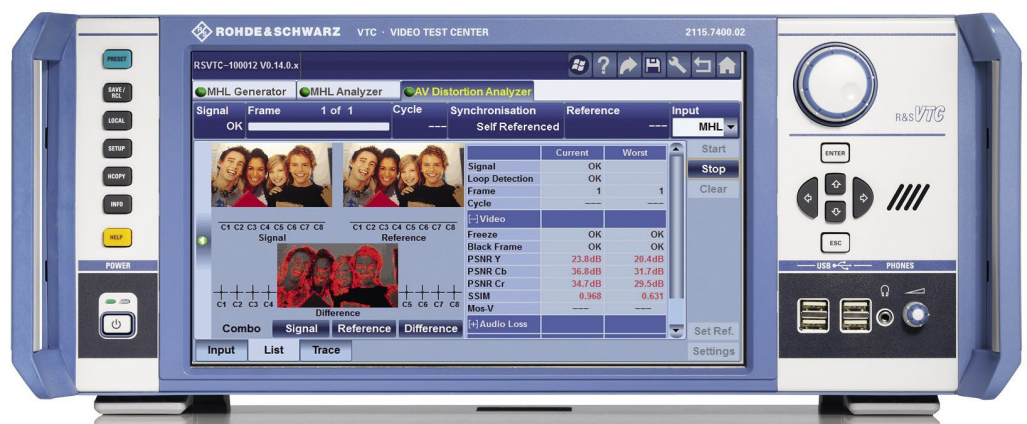 ROHDE&SCHWARZ VTC · VIDEO TEST CENTER 2115.7400.02
RSVTC-100012 V0.14.0.x
?
MHL Generator MHL Analyzer AV Distortion Analyzer
Signal Frame 1 of 1 Cycle Synchronisation Reference Input
OK --- Self Referenced --- MHL
Current Worst
Signal OK
Loop Detection OK
Frame 1 1
Cycle --- ---
[-] Video
Freeze OK OK
Black Frame OK OK
PSNR Y 23.8dB 20.4dB
PSNR Cb 36.8dB 31.7dB
PSNR Cr 34.7dB 29.5dB
SSIM 0.968 0.631
Mos-V --- ---
[+] Audio Loss
C1 C2 C3 C4 C5 C6 C7 C8
Signal
C1 C2 C3 C4 C5 C6 C7 C8
Reference
C1 C2 C3 C4 C5 C6 C7 C8
Difference
Combo Signal Reference Difference
Input List Trace
Start
Stop
Clear
Set Ref.
Settings
PRESET
SAVE/
RCL
LOCAL
SETUP
HCOPY
INFO
HELP
POWER
R&S VTC
ENTER
ESC
USB PHONES